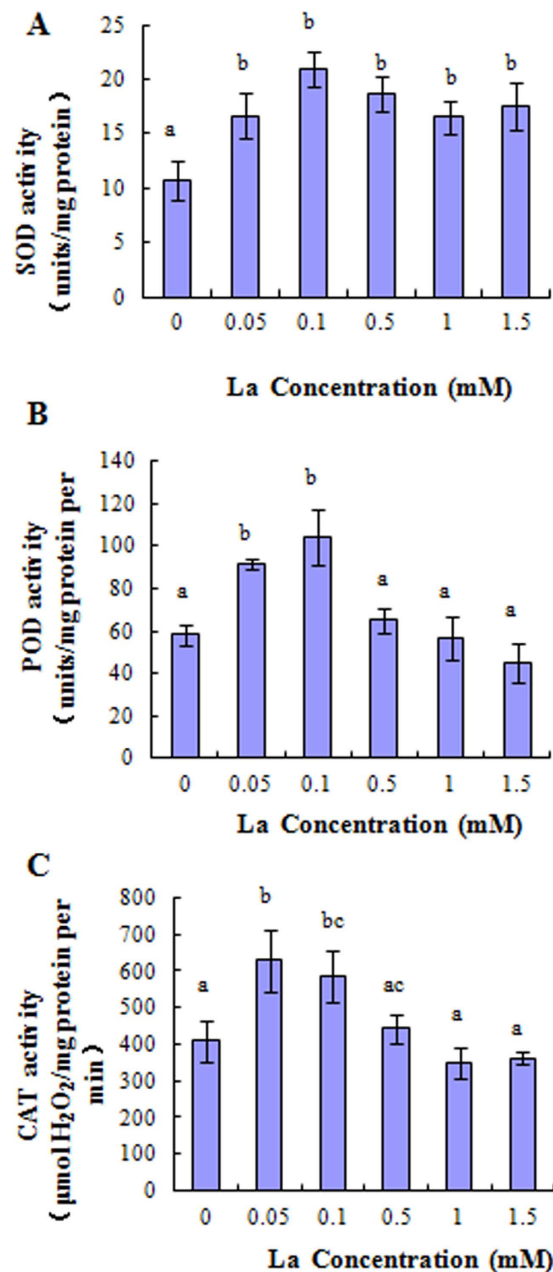 A
SOD activity
( units/mg protein )
25
20
15
10
5
0
a
b
b
b
b
b
0 0.05 0.1 0.5 1 1.5
La Concentration (mM)
B
POD activity
( units/mg protein per
140
120
100
80
60
40
20
0
a
b
b
a
a
a
0 0.05 0.1 0.5 1 1.5
La Concentration (mM)
C
CAT activity
( μmol H₂O₂/mg protein per
min )
800
700
600
500
400
300
200
100
0
a
b
bc
ac
a
a
0 0.05 0.1 0.5 1 1.5
La Concentration (mM)